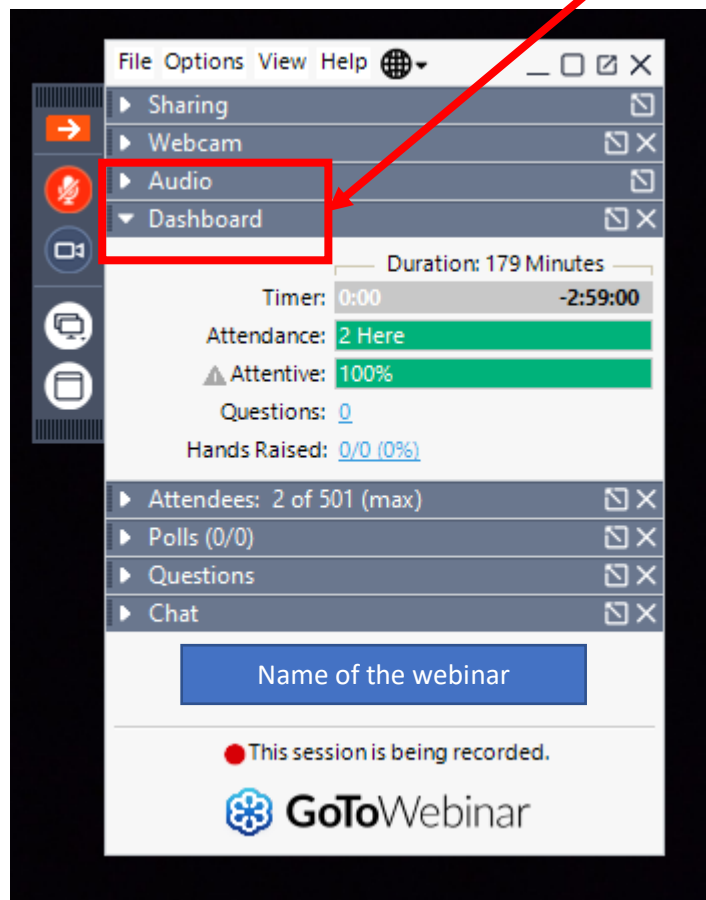 File Options View Help
Sharing
Webcam
Audio
Dashboard
Duration: 179 Minutes
Timer: 0:00 -2:59:00
Attendance: 2 Here
Attentive: 100%
Questions: 0
Hands Raised: 0/0 (0%)
Attendees: 2 of 501 (max)
Polls (0/0)
Questions
Chat
Name of the webinar
This session is being recorded.
GoToWebinar